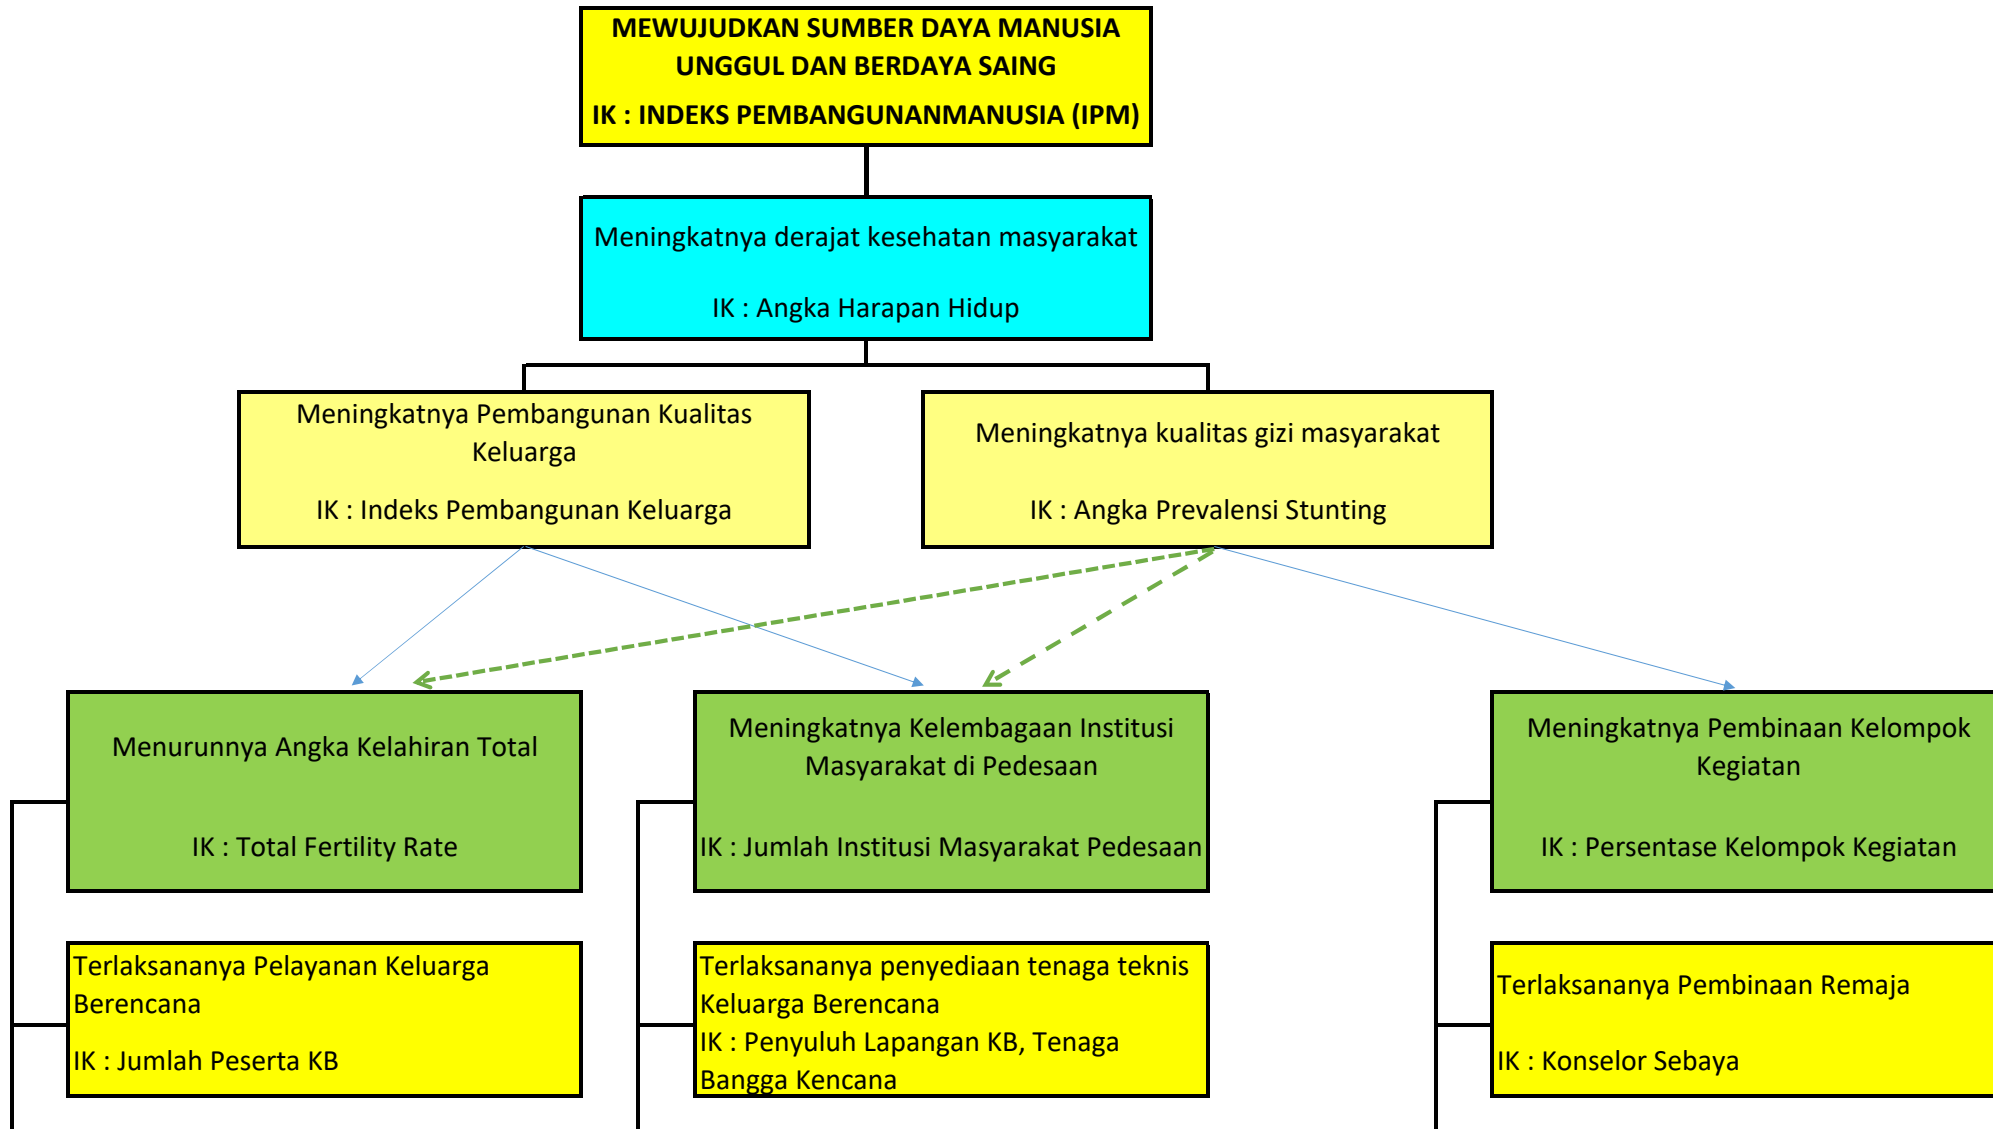 MEWUJUDKAN SUMBER DAYA MANUSIA
UNGGUL DAN BERDAYA SAING
IK : INDEKS PEMBANGUNANMANUSIA (IPM)
Meningkatnya derajat kesehatan masyarakat
IK : Angka Harapan Hidup
Meningkatnya Pembangunan Kualitas
Keluarga
IK : Indeks Pembangunan Keluarga
Meningkatnya kualitas gizi masyarakat
IK : Angka Prevalensi Stunting
Menurunnya Angka Kelahiran Total
IK : Total Fertility Rate
Meningkatnya Kelembagaan Institusi
Masyarakat di Pedesaan
IK : Jumlah Institusi Masyarakat Pedesaan
Meningkatnya Pembinaan Kelompok
Kegiatan
IK : Persentase Kelompok Kegiatan
Terlaksananya Pelayanan Keluarga
Berencana
IK : Jumlah Peserta KB
Terlaksananya penyediaan tenaga teknis
Keluarga Berencana
IK : Penyuluh Lapangan KB, Tenaga
Bangga Kencana
Terlaksananya Pembinaan Remaja
IK : Konselor Sebaya